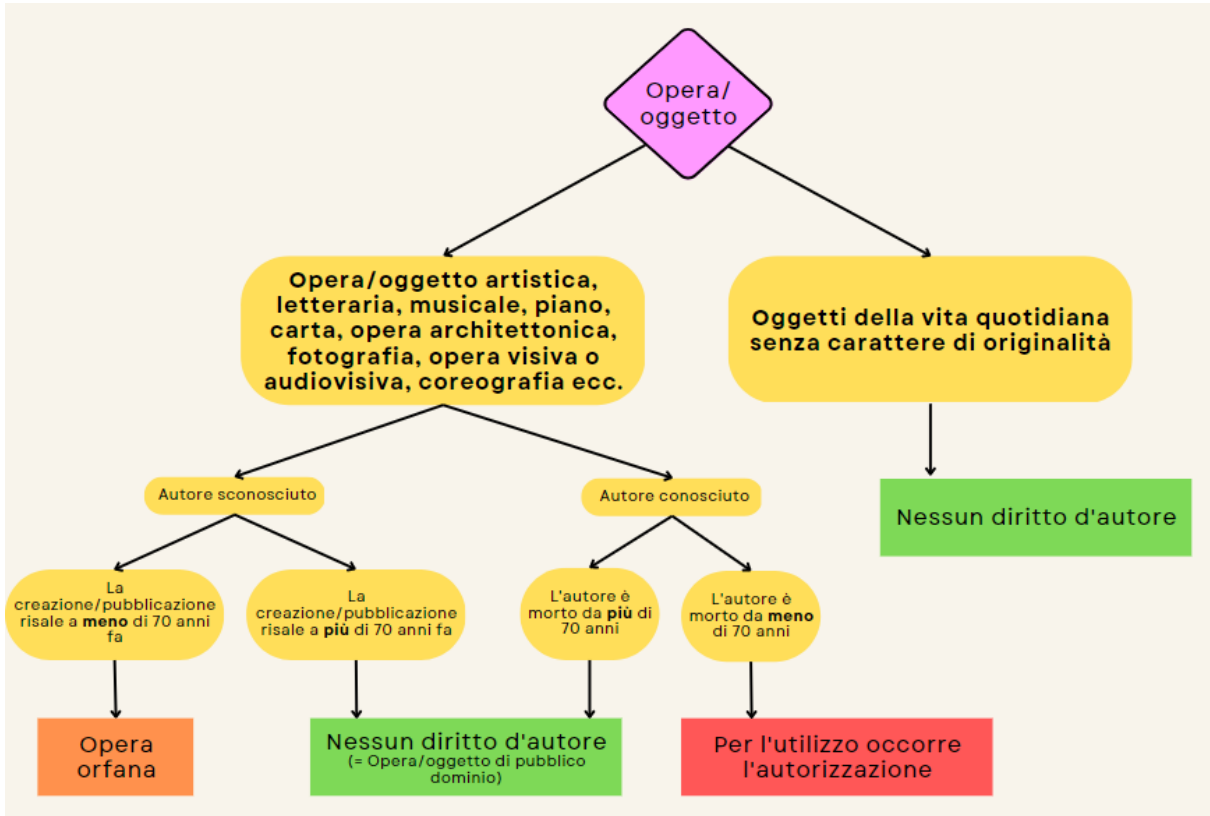 Opera/
oggetto
Opera/oggetto artistica,
letteraria, musicale, piano,
carta, opera architettonica,
fotografia, opera visiva o
audiovisiva, coreografia ecc.
Oggetti della vita quotidiana
senza carattere di originalità
Autore sconosciuto
Autore conosciuto
Nessun diritto d'autore
La
creazione/pubblicazione
risale a meno di 70 anni
fa
La
creazione/pubblicazione
risale a più di 70 anni fa
L'autore è
morto da più di
70 anni
L'autore è
morto da meno
di 70 anni
Opera
orfana
Nessun diritto d'autore
(= Opera/oggetto di pubblico
dominio)
Per l'utilizzo occorre
l'autorizzazione